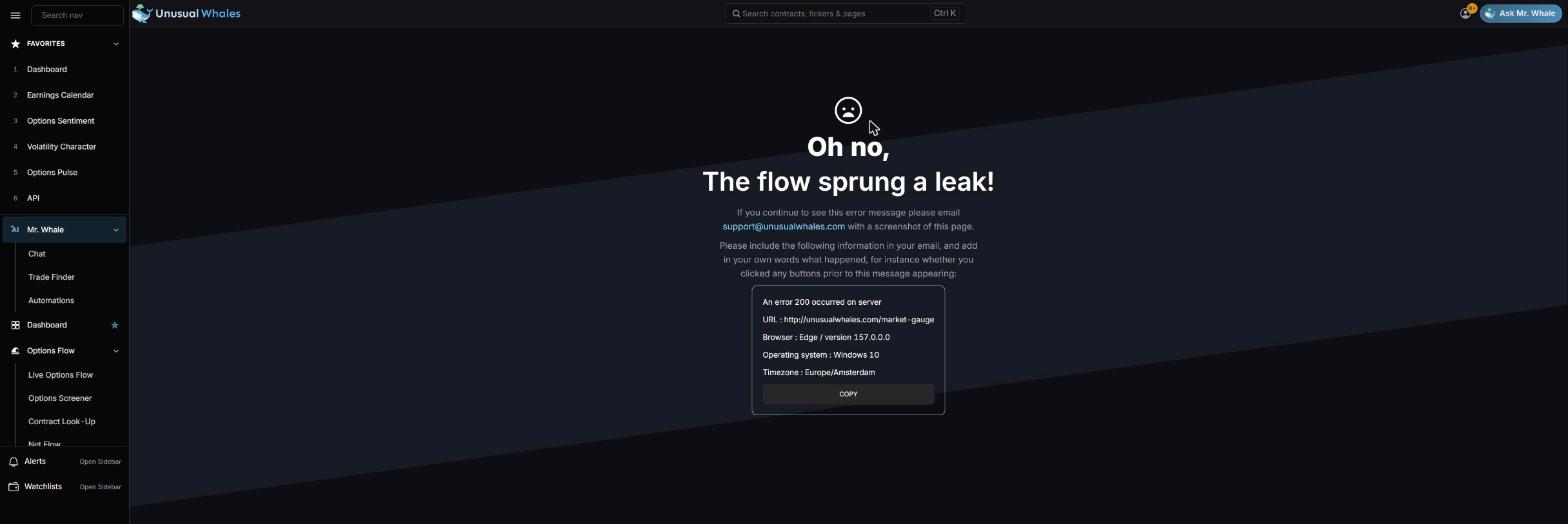 Search nav
Unusual Whales
Search contracts, tickers & pages
Ctrl K
9+
Ask Mr. Whale
FAVORITES
1 Dashboard
2 Earnings Calendar
3 Options Sentiment
4 Volatility Character
5 Options Pulse
6 API
AI Mr. Whale
Chat
Trade Finder
Automations
Dashboard
Options Flow
Live Options Flow
Options Screener
Contract Look-Up
Net Flow
Alerts Open Sidebar
Watchlists Open Sidebar
Oh no,
The flow sprung a leak!
If you continue to see this error message please email
support@unusualwhales.com with a screenshot of this page.
Please include the following information in your email, and add
in your own words what happened, for instance whether you
clicked any buttons prior to this message appearing:
An error 200 occurred on server
URL : http://unusualwhales.com/market-gauge
Browser : Edge / version 157.0.0.0
Operating system : Windows 10
Timezone : Europe/Amsterdam
COPY